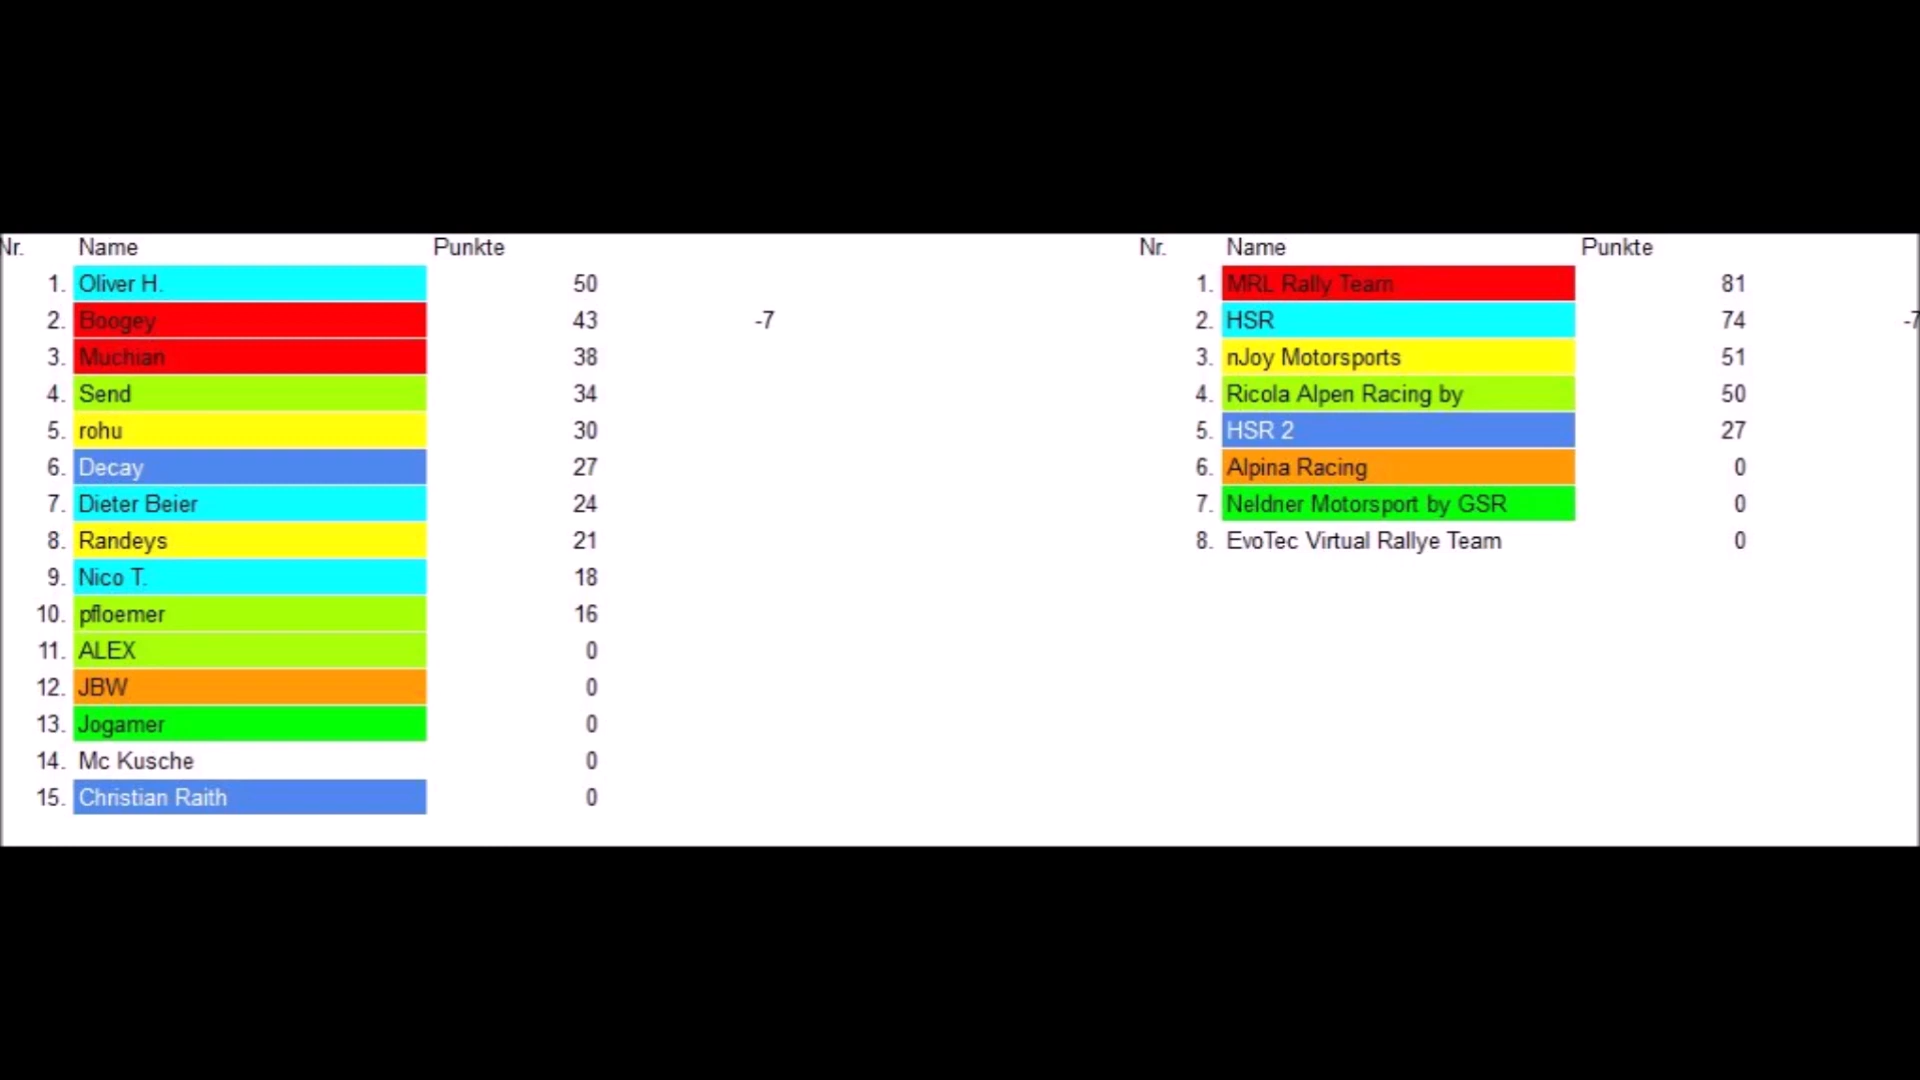 Nr. Name Punkte
1. Oliver H. 50
2. Boogey 43 -7
3. Muchian 38
4. Send 34
5. rohu 30
6. Decay 27
7. Dieter Beier 24
8. Randeys 21
9. Nico T. 18
10. pfloemer 16
11. ALEX 0
12. JBW 0
13. Jogamer 0
14. Mc Kusche 0
15. Christian Raith 0
Nr. Name Punkte
1. MRL Rally Team 81
2. HSR 74 -7
3. nJoy Motorsports 51
4. Ricola Alpen Racing by 50
5. HSR 2 27
6. Alpina Racing 0
7. Neldner Motorsport by GSR 0
8. EvoTec Virtual Rallye Team 0